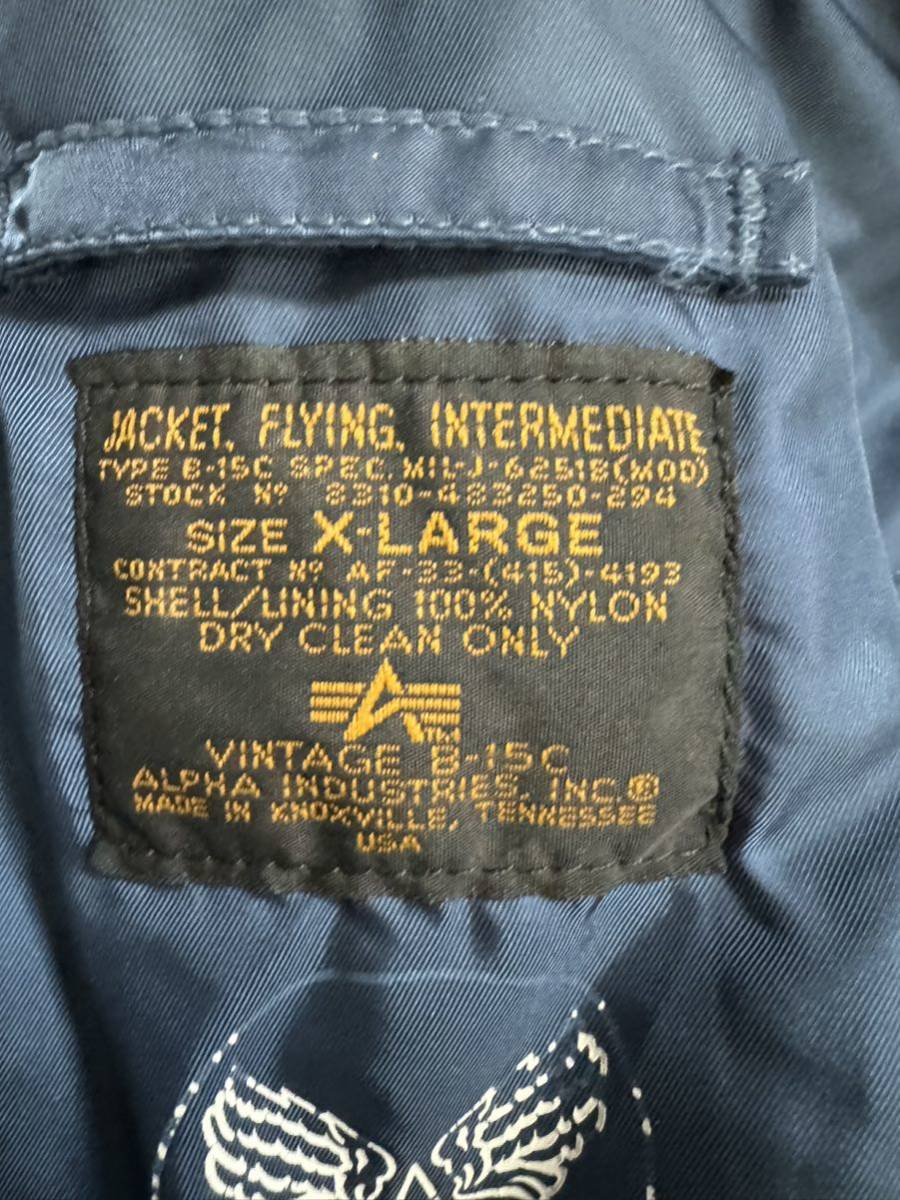 JACKET, FLYING, INTERMEDIATE
TYPE B-15C SPEC. MIL-J-6251B(MOD)
STOCK Nº 8310-483250-294
SIZE X-LARGE
CONTRACT Nº AF-33-(415)-4193
SHELL/LINING 100% NYLON
DRY CLEAN ONLY
TM
VINTAGE B-15C
ALPHA INDUSTRIES, INC.®
MADE IN KNOXVILLE, TENNESSEE
USA